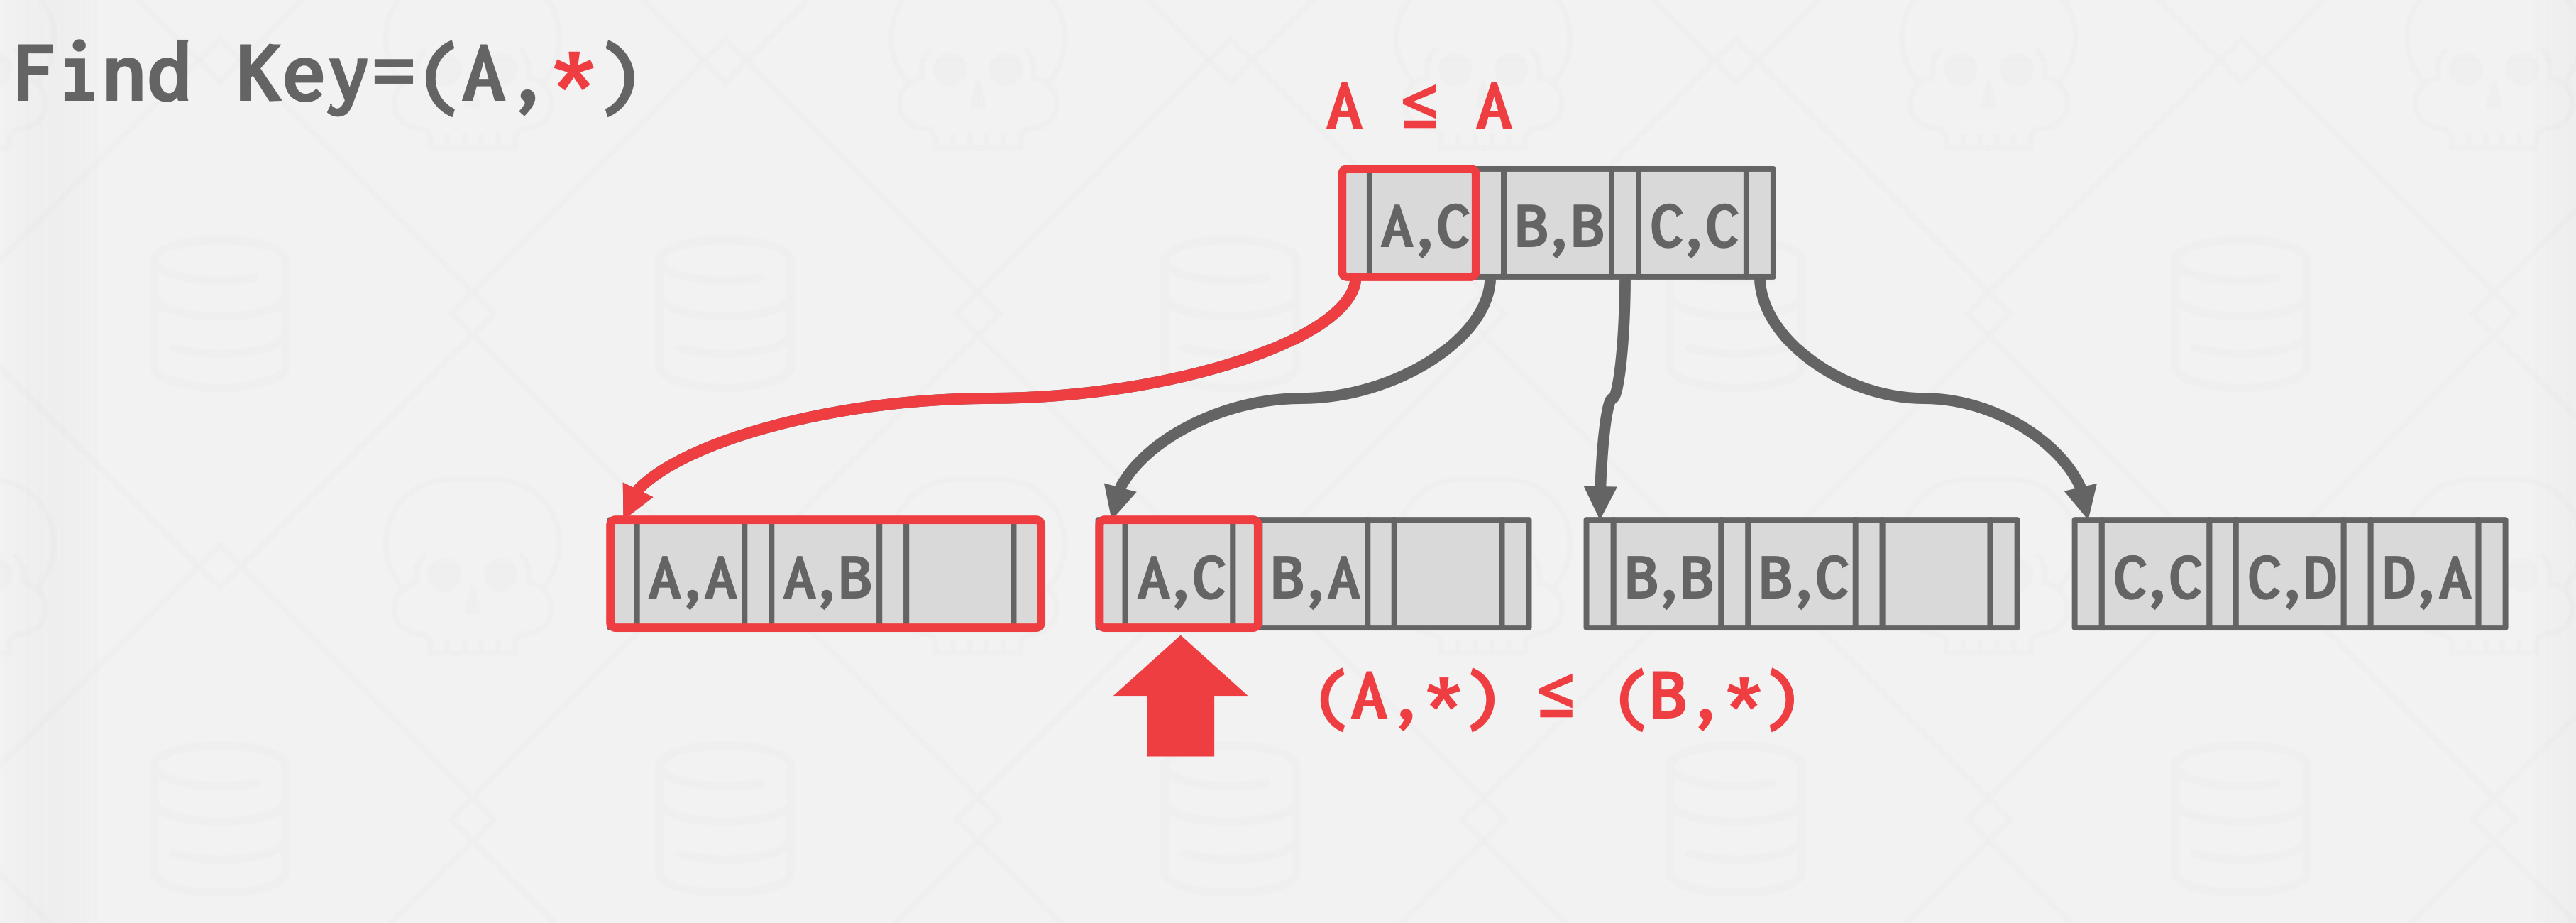 Find Key=(A,*)
A ≤ A
A,C B,B C,C
A,A A,B A,C B,A B,B B,C C,C C,D D,A
(A,*) ≤ (B,*)